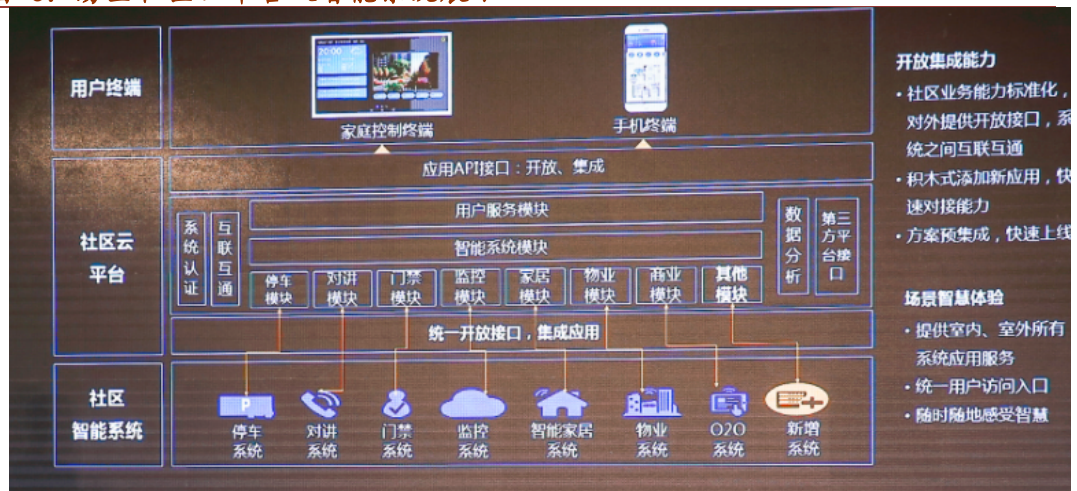 用户终端
家庭控制终端
手机终端
社区云
平台
应用API接口：开放、集成
系统认证
互联互通
用户服务模块
智能系统模块
停车
模块
对讲
模块
门禁
模块
监控
模块
家居
模块
物业
模块
商业
模块
其他
模块
数据分析
第三
方平
台接
口
统一开放接口，集成应用
社区
智能系统
P
停车
系统
对讲
系统
门禁
系统
监控
系统
智能家居
系统
物业
系统
O2O
系统
新增
系统
开放集成能力
·社区业务能力标准化，
对外提供开放接口，系
统之间互联互通
·积木式添加新应用，快
速对接能力
·方案预集成，快速上线
场景智慧体验
·提供室内、室外所有
系统应用服务
·统一用户访问入口
·随时随地感受智慧